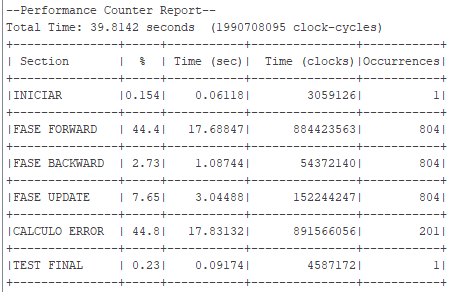 --Performance Counter Report--
Total Time: 39.8142 seconds  (1990708095 clock-cycles)
+---------------+-----+-----------+---------------+-----------+
| Section       |  %  | Time (sec)|  Time (clocks)|Occurrences|
+---------------+-----+-----------+---------------+-----------+
|INICIAR        |0.154|    0.06118|        3059126|          1|
+---------------+-----+-----------+---------------+-----------+
|FASE FORWARD   | 44.4|   17.68847|      884423563|        804|
+---------------+-----+-----------+---------------+-----------+
|FASE BACKWARD  | 2.73|    1.08744|       54372140|        804|
+---------------+-----+-----------+---------------+-----------+
|FASE UPDATE    | 7.65|    3.04488|      152244247|        804|
+---------------+-----+-----------+---------------+-----------+
|CALCULO ERROR  | 44.8|   17.83132|      891566056|        201|
+---------------+-----+-----------+---------------+-----------+
|TEST FINAL     | 0.23|    0.09174|        4587172|          1|
+---------------+-----+-----------+---------------+-----------+